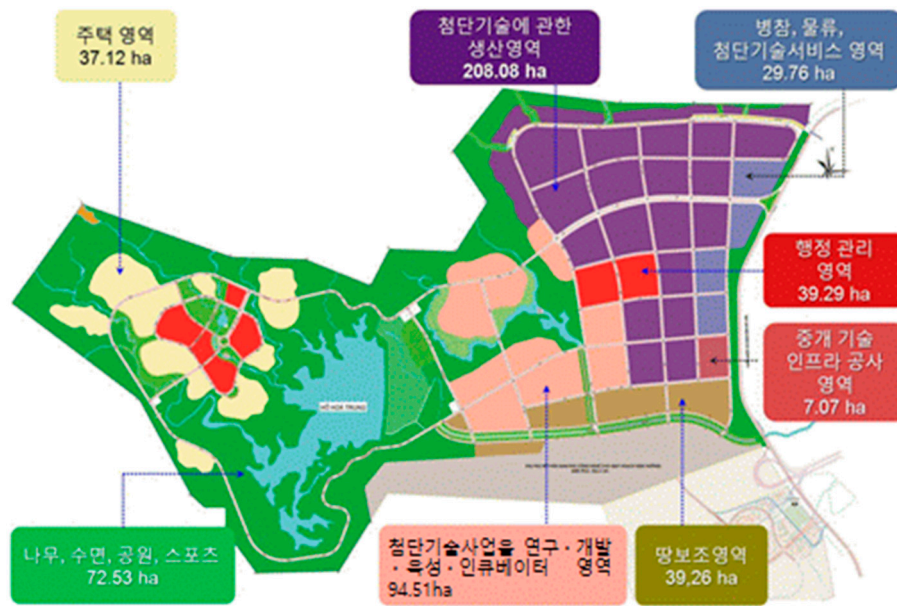 주택 영역
37.12 ha
첨단기술에 관한
생산영역
208.08 ha
병참, 물류,
첨단기술서비스 영역
29.76 ha
행정 관리
영역
39.29 ha
중개 기술
인프라 공사
영역
7.07 ha
HỒ HOÀ TRUNG
나무, 수면, 공원, 스포츠
72.53 ha
첨단기술사업을 연구·개발
·육성·인큐베이터 영역
94.51ha
땅보조영역
39,26 ha